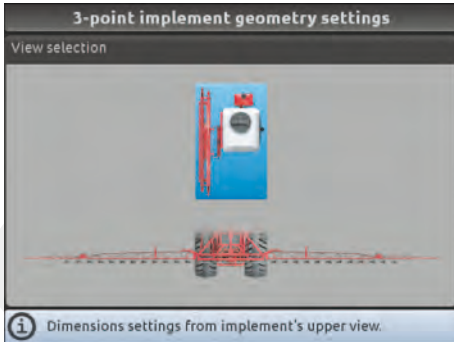 3-point implement geometry settings
View selection
Dimensions settings from implement's upper view.